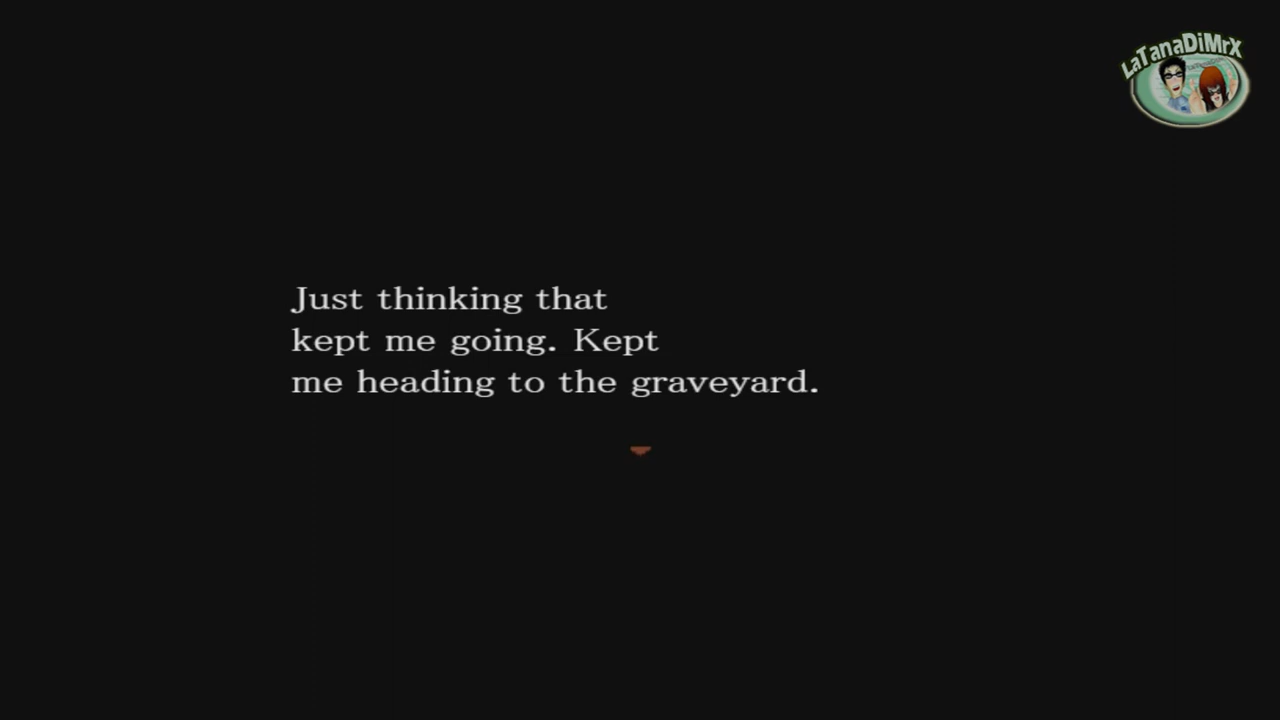 LaTanaDiMrX
Just thinking that
kept me going. Kept
me heading to the graveyard.